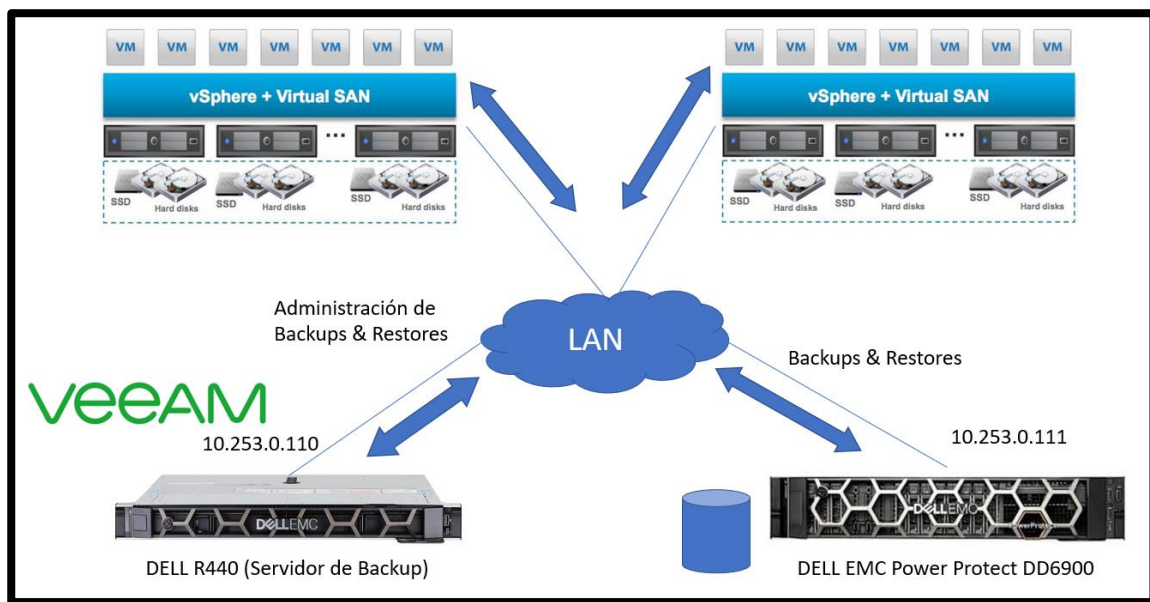 VM VM VM VM VM VM VM
VM VM VM VM VM VM VM
vSphere + Virtual SAN
vSphere + Virtual SAN
...
...
SSD Hard disks SSD Hard disks SSD Hard disks
SSD Hard disks SSD Hard disks SSD Hard disks
Administración de
Backups & Restores
LAN
Backups & Restores
veeAM
10.253.0.110
10.253.0.111
DELLEMC
DELLEMC
PowerProtect
DELL R440 (Servidor de Backup)
DELL EMC Power Protect DD6900